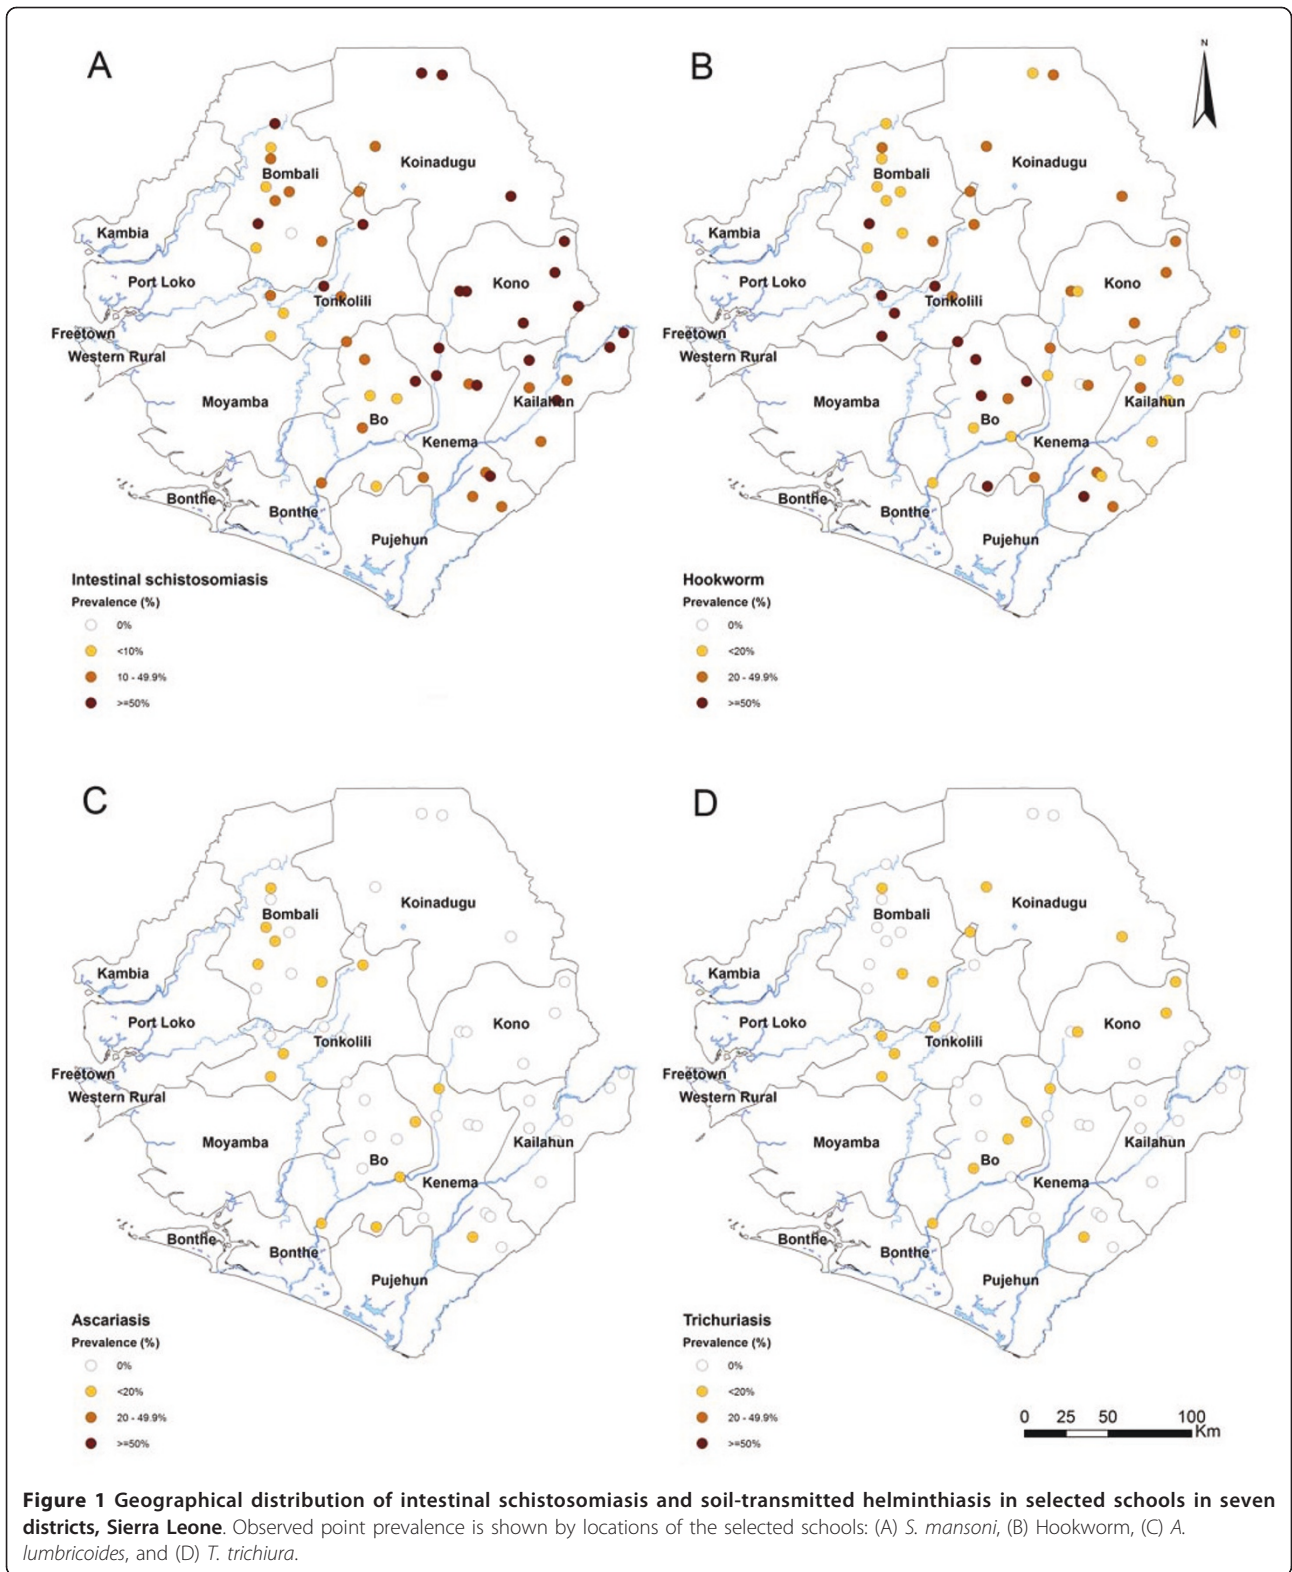 A
Koinadugu
Bombali
Kambia
Port Loko
Kono
Tonkolili
Freetown
Western Rural
Moyamba
Kailahun
Bo
Kenema
Bonthe
Bonthe
Pujehun
Intestinal schistosomiasis
Prevalence (%)
0%
<10%
10 - 49.9%
>=50%
B
N
Koinadugu
Bombali
Kambia
Port Loko
Kono
Tonkolili
Freetown
Western Rural
Moyamba
Kailahun
Bo
Kenema
Bonthe
Bonthe
Pujehun
Hookworm
Prevalence (%)
0%
<20%
20 - 49.9%
>=50%
C
Koinadugu
Bombali
Kambia
Port Loko
Kono
Tonkolili
Freetown
Western Rural
Moyamba
Kailahun
Bo
Kenema
Bonthe
Bonthe
Pujehun
Ascariasis
Prevalence (%)
0%
<20%
20 - 49.9%
>=50%
D
Koinadugu
Bombali
Kambia
Port Loko
Kono
Tonkolili
Freetown
Western Rural
Moyamba
Kailahun
Bo
Kenema
Bonthe
Bonthe
Pujehun
Trichuriasis
Prevalence (%)
0%
<20%
20 - 49.9%
>=50%
0 25 50 100
Km
Figure 1 Geographical distribution of intestinal schistosomiasis and soil-transmitted helminthiasis in selected schools in seven
districts, Sierra Leone. Observed point prevalence is shown by locations of the selected schools: (A) S. mansoni, (B) Hookworm, (C) A.
lumbricoides, and (D) T. trichiura.